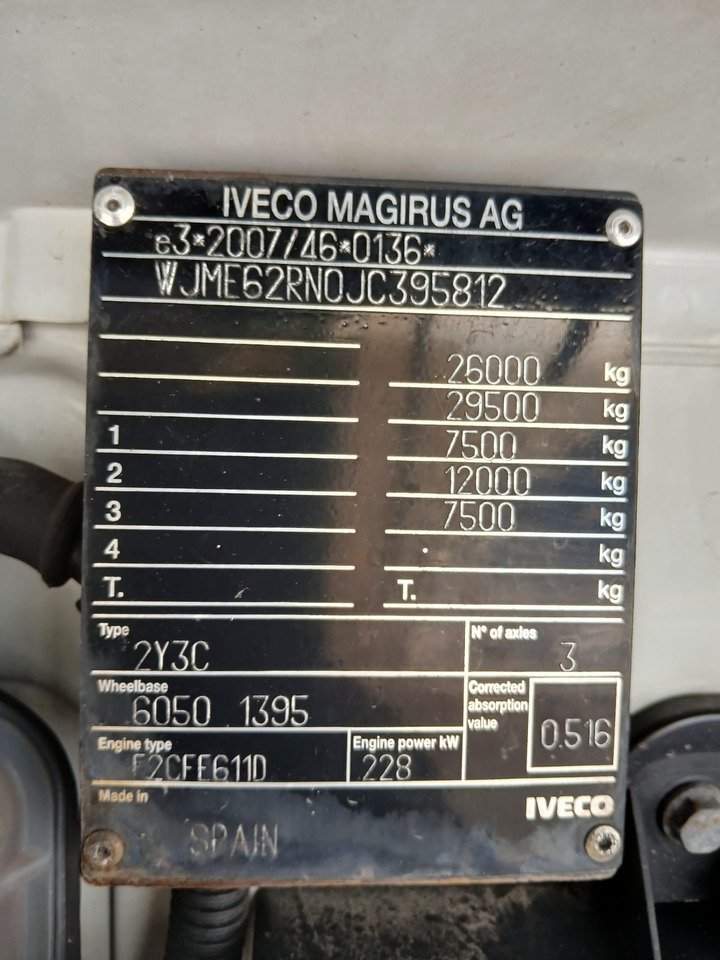 IVECO MAGIRUS AG
e3*2007/46*0136*
WJME62RN0JC395812
26000 kg
29500 kg
1 7500 kg
2 12000 kg
3 7500 kg
4 kg
T. T. kg
Type 2Y3C
N° of axles 3
Wheelbase 6050 1395
Corrected absorption value 0.516
Engine type F2CFE611D
Engine power kW 228
Made in SPAIN
IVECO